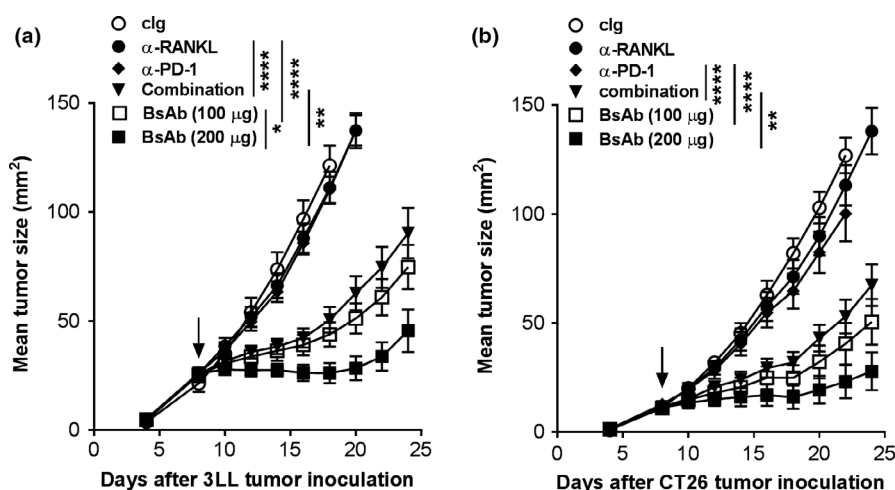 (a)
cIg
α-RANKL
α-PD-1
Combination
BsAb (100 µg)
BsAb (200 µg)
****
****
*
**
Mean tumor size (mm²)
150
100
50
0
0 5 10 15 20 25
Days after 3LL tumor inoculation
(b)
cIg
α-RANKL
α-PD-1
combination
BsAb (100 µg)
BsAb (200 µg)
****
****
**
Mean tumor size (mm²)
150
100
50
0
0 5 10 15 20 25
Days after CT26 tumor inoculation